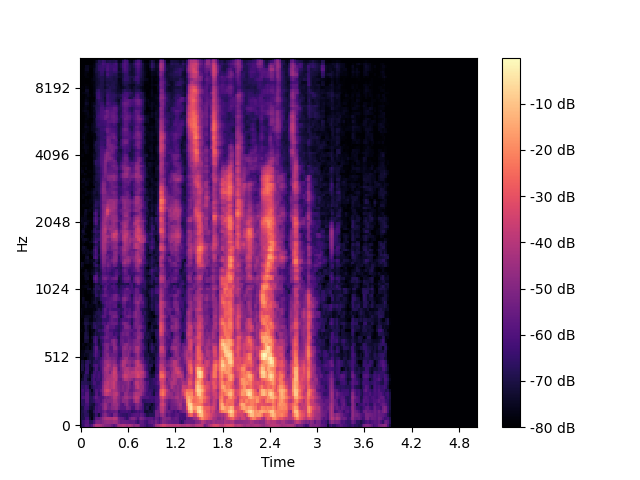 8192
4096
2048
1024
512
0
Hz
0 0.6 1.2 1.8 2.4 3 3.6 4.2 4.8
Time
-10 dB
-20 dB
-30 dB
-40 dB
-50 dB
-60 dB
-70 dB
-80 dB